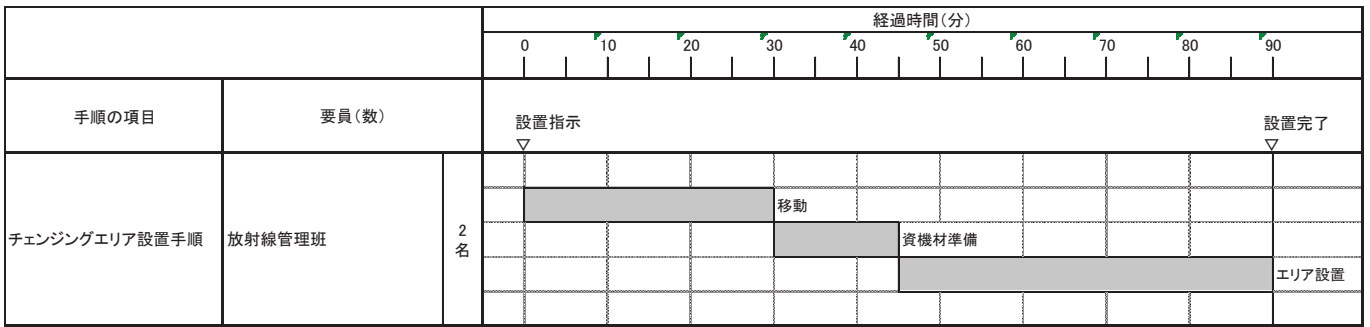 経過時間(分)
0 10 20 30 40 50 60 70 80 90
手順の項目 要員(数)
設置指示 設置完了
▽ ▽
移動
チェンジングエリア設置手順 放射線管理班 2名 資機材準備
エリア設置